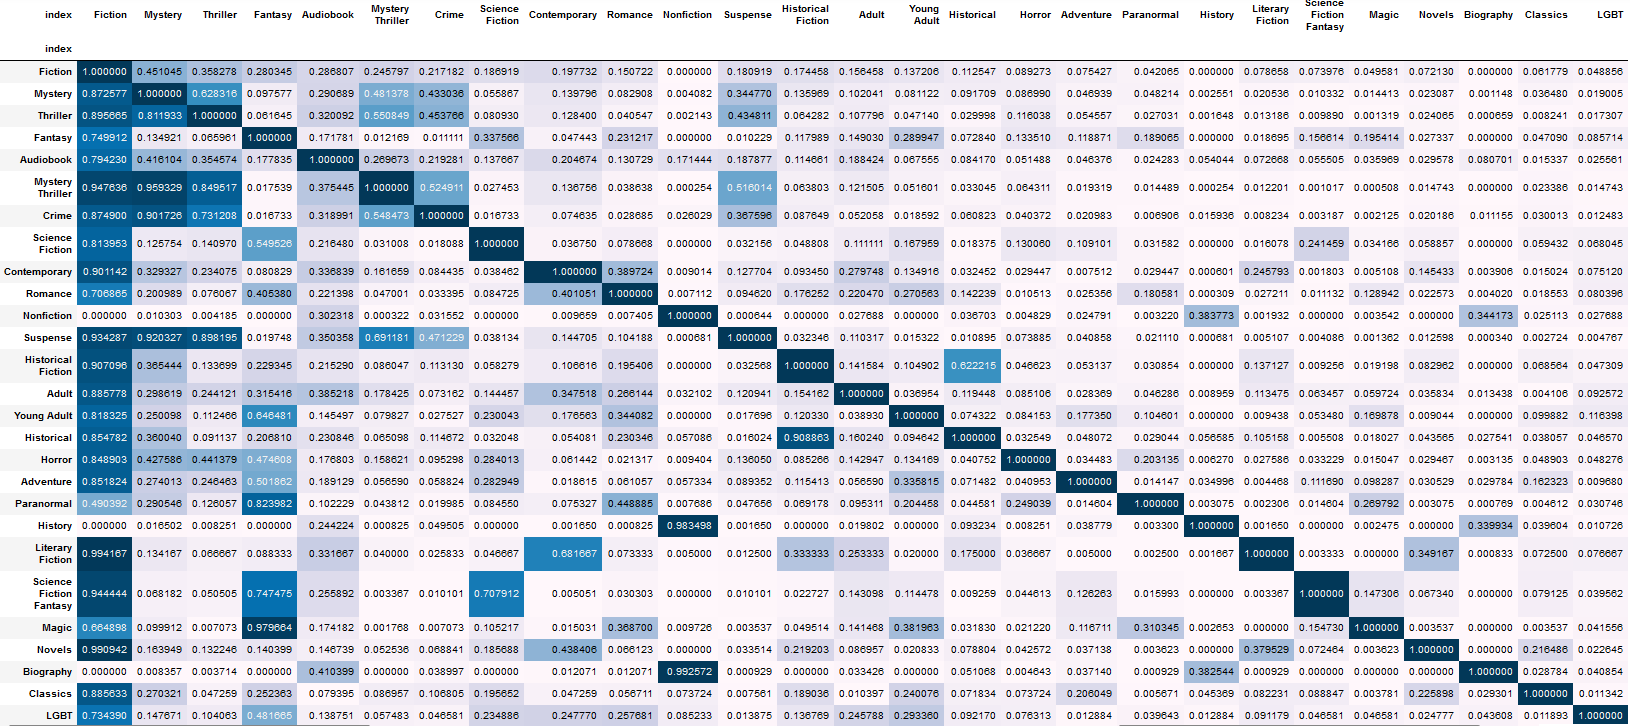 index Fiction Mystery Thriller Fantasy Audiobook Mystery Thriller Crime Science Fiction Contemporary Romance Nonfiction Suspense Historical Fiction Adult Young Adult Historical Horror Adventure Paranormal History Literary Fiction Science Fiction Fantasy Magic Novels Biography Classics LGBT
index
Fiction 1.000000 0.451045 0.358278 0.280345 0.286807 0.245797 0.217182 0.186919 0.197732 0.150722 0.000000 0.180919 0.174458 0.156458 0.137206 0.112547 0.089273 0.075427 0.042065 0.000000 0.078658 0.073976 0.049581 0.072130 0.000000 0.061779 0.048856
Mystery 0.872577 1.000000 0.628316 0.097577 0.290689 0.481378 0.433036 0.055867 0.139796 0.082908 0.004082 0.344770 0.135969 0.102041 0.081122 0.091709 0.086990 0.046939 0.048214 0.002551 0.020536 0.010332 0.014413 0.023087 0.001148 0.036480 0.019005
Thriller 0.895665 0.811933 1.000000 0.061645 0.320092 0.550849 0.453766 0.080930 0.128400 0.040547 0.002143 0.434811 0.064282 0.107796 0.047140 0.029998 0.116038 0.054557 0.027031 0.001648 0.013186 0.009890 0.001319 0.024065 0.000659 0.008241 0.017307
Fantasy 0.749912 0.134921 0.065961 1.000000 0.171781 0.012169 0.011111 0.337566 0.047443 0.231217 0.000000 0.010229 0.117989 0.149030 0.289947 0.072840 0.133510 0.118871 0.189065 0.000000 0.018695 0.156614 0.195414 0.027337 0.000000 0.047090 0.085714
Audiobook 0.794230 0.416104 0.354574 0.177835 1.000000 0.269673 0.219281 0.137667 0.204674 0.130729 0.171444 0.187877 0.114661 0.188424 0.067555 0.084170 0.051488 0.046376 0.024283 0.054044 0.072668 0.055505 0.035969 0.029578 0.080701 0.015337 0.025561
Mystery Thriller 0.947636 0.959329 0.849517 0.017539 0.375445 1.000000 0.524911 0.027453 0.136756 0.038638 0.000254 0.516014 0.063803 0.121505 0.051601 0.033045 0.064311 0.019319 0.014489 0.000254 0.012201 0.001017 0.000508 0.014743 0.000000 0.023386 0.014743
Crime 0.874900 0.901726 0.731208 0.016733 0.318991 0.548473 1.000000 0.016733 0.074635 0.028685 0.026029 0.367596 0.087649 0.052058 0.018592 0.060823 0.040372 0.020983 0.006906 0.015936 0.008234 0.003187 0.002125 0.020186 0.011155 0.030013 0.012483
Science Fiction 0.813953 0.125754 0.140970 0.549526 0.216480 0.031008 0.018088 1.000000 0.036750 0.078668 0.000000 0.032156 0.048808 0.111111 0.167959 0.018375 0.130060 0.109101 0.031582 0.000000 0.016078 0.241459 0.034166 0.058857 0.000000 0.059432 0.068045
Contemporary 0.901142 0.329327 0.234075 0.080829 0.336839 0.161659 0.084435 0.038462 1.000000 0.389724 0.009014 0.127704 0.093450 0.279748 0.134916 0.032452 0.029447 0.007512 0.029447 0.000601 0.245793 0.001803 0.005108 0.145433 0.003906 0.015024 0.075120
Romance 0.706865 0.200989 0.076067 0.405380 0.221398 0.047001 0.033395 0.084725 0.401051 1.000000 0.007112 0.094620 0.176252 0.220470 0.270563 0.142239 0.010513 0.025356 0.180581 0.000309 0.027211 0.011132 0.128942 0.022573 0.004020 0.018553 0.080396
Nonfiction 0.000000 0.010303 0.004185 0.000000 0.302318 0.000322 0.031552 0.000000 0.009659 0.007405 1.000000 0.000644 0.000000 0.027688 0.000000 0.036703 0.004829 0.024791 0.003220 0.383773 0.001932 0.000000 0.003542 0.000000 0.344173 0.025113 0.027688
Suspense 0.934287 0.920327 0.898195 0.019748 0.350358 0.691181 0.471229 0.038134 0.144705 0.104188 0.000681 1.000000 0.032346 0.110317 0.015322 0.010895 0.073885 0.040858 0.021110 0.000681 0.005107 0.004086 0.001362 0.012598 0.000340 0.002724 0.004767
Historical Fiction 0.907096 0.365444 0.133699 0.229345 0.215290 0.086047 0.113130 0.058279 0.106616 0.195406 0.000000 0.032568 1.000000 0.141584 0.104902 0.622215 0.046623 0.053137 0.030854 0.000000 0.137127 0.009256 0.019198 0.082962 0.000000 0.068564 0.047309
Adult 0.885778 0.298619 0.244121 0.315416 0.385218 0.178425 0.073162 0.144457 0.347518 0.266144 0.032102 0.120941 0.154162 1.000000 0.036954 0.119448 0.085106 0.028369 0.046286 0.008959 0.113475 0.063457 0.059724 0.035834 0.013438 0.004106 0.092572
Young Adult 0.818325 0.250098 0.112466 0.646481 0.145497 0.079827 0.027527 0.230043 0.176563 0.344082 0.000000 0.017696 0.120330 0.038930 1.000000 0.074322 0.084153 0.177350 0.104601 0.000000 0.009438 0.053480 0.169878 0.009044 0.000000 0.099882 0.116398
Historical 0.854782 0.360040 0.091137 0.206810 0.230846 0.065098 0.114672 0.032048 0.054081 0.230346 0.057086 0.016024 0.908863 0.160240 0.094642 1.000000 0.032549 0.048072 0.029044 0.056585 0.105158 0.005508 0.018027 0.043565 0.027541 0.038057 0.046570
Horror 0.848903 0.427586 0.441379 0.474608 0.176803 0.158621 0.095298 0.284013 0.061442 0.021317 0.009404 0.136050 0.085266 0.142947 0.134169 0.040752 1.000000 0.034483 0.203135 0.006270 0.027586 0.033229 0.015047 0.029467 0.003135 0.048903 0.048276
Adventure 0.851824 0.274013 0.246463 0.501862 0.189129 0.056590 0.058824 0.282949 0.018615 0.061057 0.057334 0.089352 0.115413 0.056590 0.335815 0.071482 0.040953 1.000000 0.014147 0.034996 0.004468 0.111690 0.098287 0.030529 0.029784 0.162323 0.009680
Paranormal 0.490392 0.290546 0.126057 0.823982 0.102229 0.043812 0.019985 0.084550 0.075327 0.448885 0.007686 0.047656 0.069178 0.095311 0.204458 0.044581 0.249039 0.014604 1.000000 0.003075 0.002306 0.014604 0.269792 0.003075 0.000769 0.004612 0.030746
History 0.000000 0.016502 0.008251 0.000000 0.244224 0.000825 0.049505 0.000000 0.001650 0.000825 0.983498 0.001650 0.000000 0.019802 0.000000 0.093234 0.008251 0.038779 0.003300 1.000000 0.001650 0.000000 0.002475 0.000000 0.339934 0.039604 0.010726
Literary Fiction 0.994167 0.134167 0.066667 0.088333 0.331667 0.040000 0.025833 0.046667 0.681667 0.073333 0.005000 0.012500 0.333333 0.253333 0.020000 0.175000 0.036667 0.005000 0.002500 0.001667 1.000000 0.003333 0.000000 0.349167 0.000833 0.072500 0.076667
Science Fiction Fantasy 0.944444 0.068182 0.050505 0.747475 0.255892 0.003367 0.010101 0.707912 0.005051 0.030303 0.000000 0.010101 0.022727 0.143098 0.114478 0.009259 0.044613 0.126263 0.015993 0.000000 0.003367 1.000000 0.147306 0.067340 0.000000 0.079125 0.039562
Magic 0.664898 0.099912 0.007073 0.979664 0.174182 0.001768 0.007073 0.105217 0.015031 0.368700 0.009726 0.003537 0.049514 0.141468 0.381963 0.031830 0.021220 0.116711 0.310345 0.002653 0.000000 0.154730 1.000000 0.003537 0.000000 0.003537 0.041556
Novels 0.990942 0.163949 0.132246 0.140399 0.146739 0.052536 0.068841 0.185688 0.438406 0.066123 0.000000 0.033514 0.219203 0.086957 0.020833 0.078804 0.042572 0.037138 0.003623 0.000000 0.379529 0.072464 0.003623 1.000000 0.000000 0.216486 0.022645
Biography 0.000000 0.008357 0.003714 0.000000 0.410399 0.000000 0.038997 0.000000 0.012071 0.012071 0.992572 0.000929 0.000000 0.033426 0.000000 0.051068 0.004643 0.037140 0.000929 0.382544 0.000929 0.000000 0.000000 0.000000 1.000000 0.028784 0.040854
Classics 0.885633 0.270321 0.047259 0.252363 0.079395 0.086957 0.106805 0.195652 0.047259 0.056711 0.073724 0.007561 0.189036 0.010397 0.240076 0.071834 0.073724 0.206049 0.005671 0.045369 0.082231 0.088847 0.003781 0.225898 0.029301 1.000000 0.011342
LGBT 0.734390 0.147671 0.104063 0.481665 0.138751 0.057483 0.046581 0.234886 0.247770 0.257681 0.085233 0.013875 0.136769 0.245788 0.293360 0.092170 0.076313 0.012884 0.039643 0.012884 0.091179 0.046581 0.046581 0.024777 0.043608 0.011893 1.000000